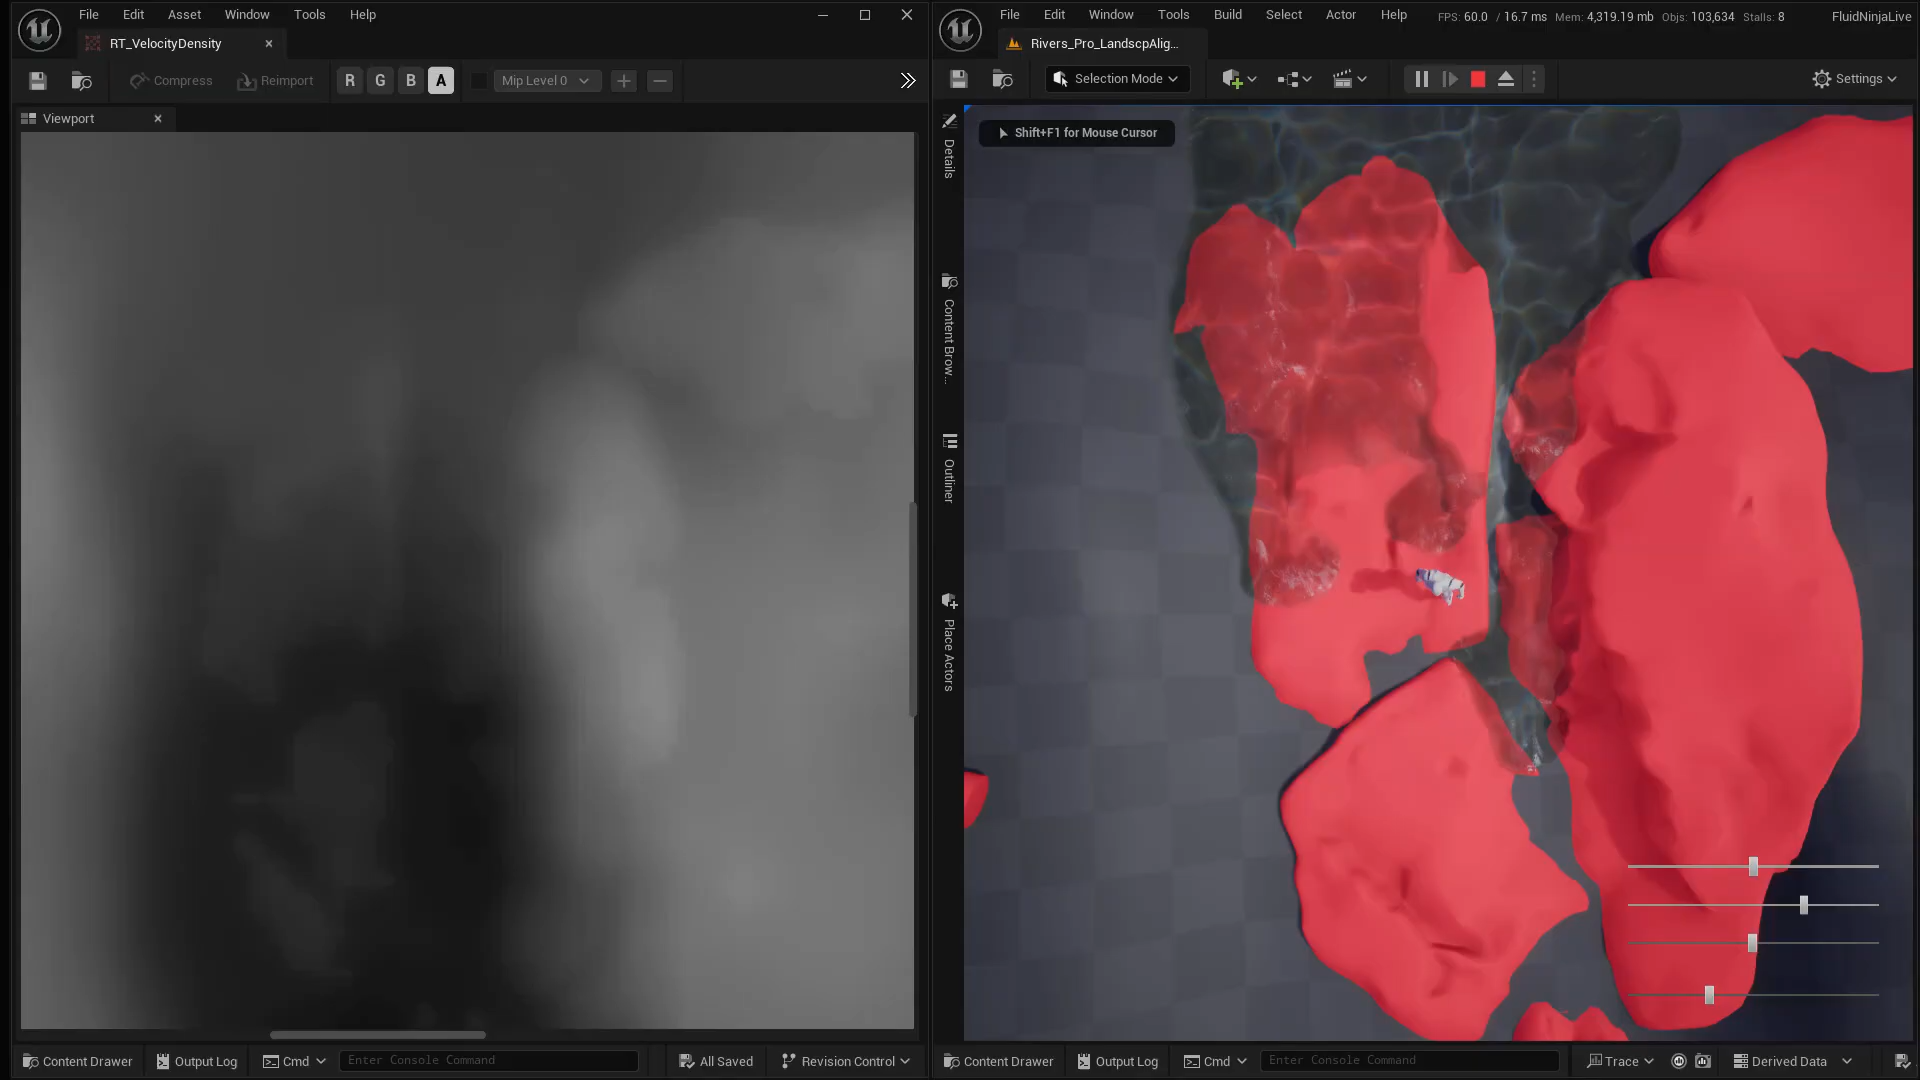 File Edit Asset Window Tools Help
RT_VelocityDensity
Compress Reimport R G B A Mip Level 0
Viewport
Content Drawer Output Log Cmd Enter Console Command All Saved Revision Control
File Edit Window Tools Build Select Actor Help FPS: 60.0 / 16.7 ms Mem: 4,319.19 mb Objs: 103,634 Stalls: 8 FluidNinjaLive
Rivers_Pro_LandscpAlig...
Selection Mode Settings
Shift+F1 for Mouse Cursor
Details
Content Brow...
Outliner
Place Actors
Content Drawer Output Log Cmd Enter Console Command Trace Derived Data